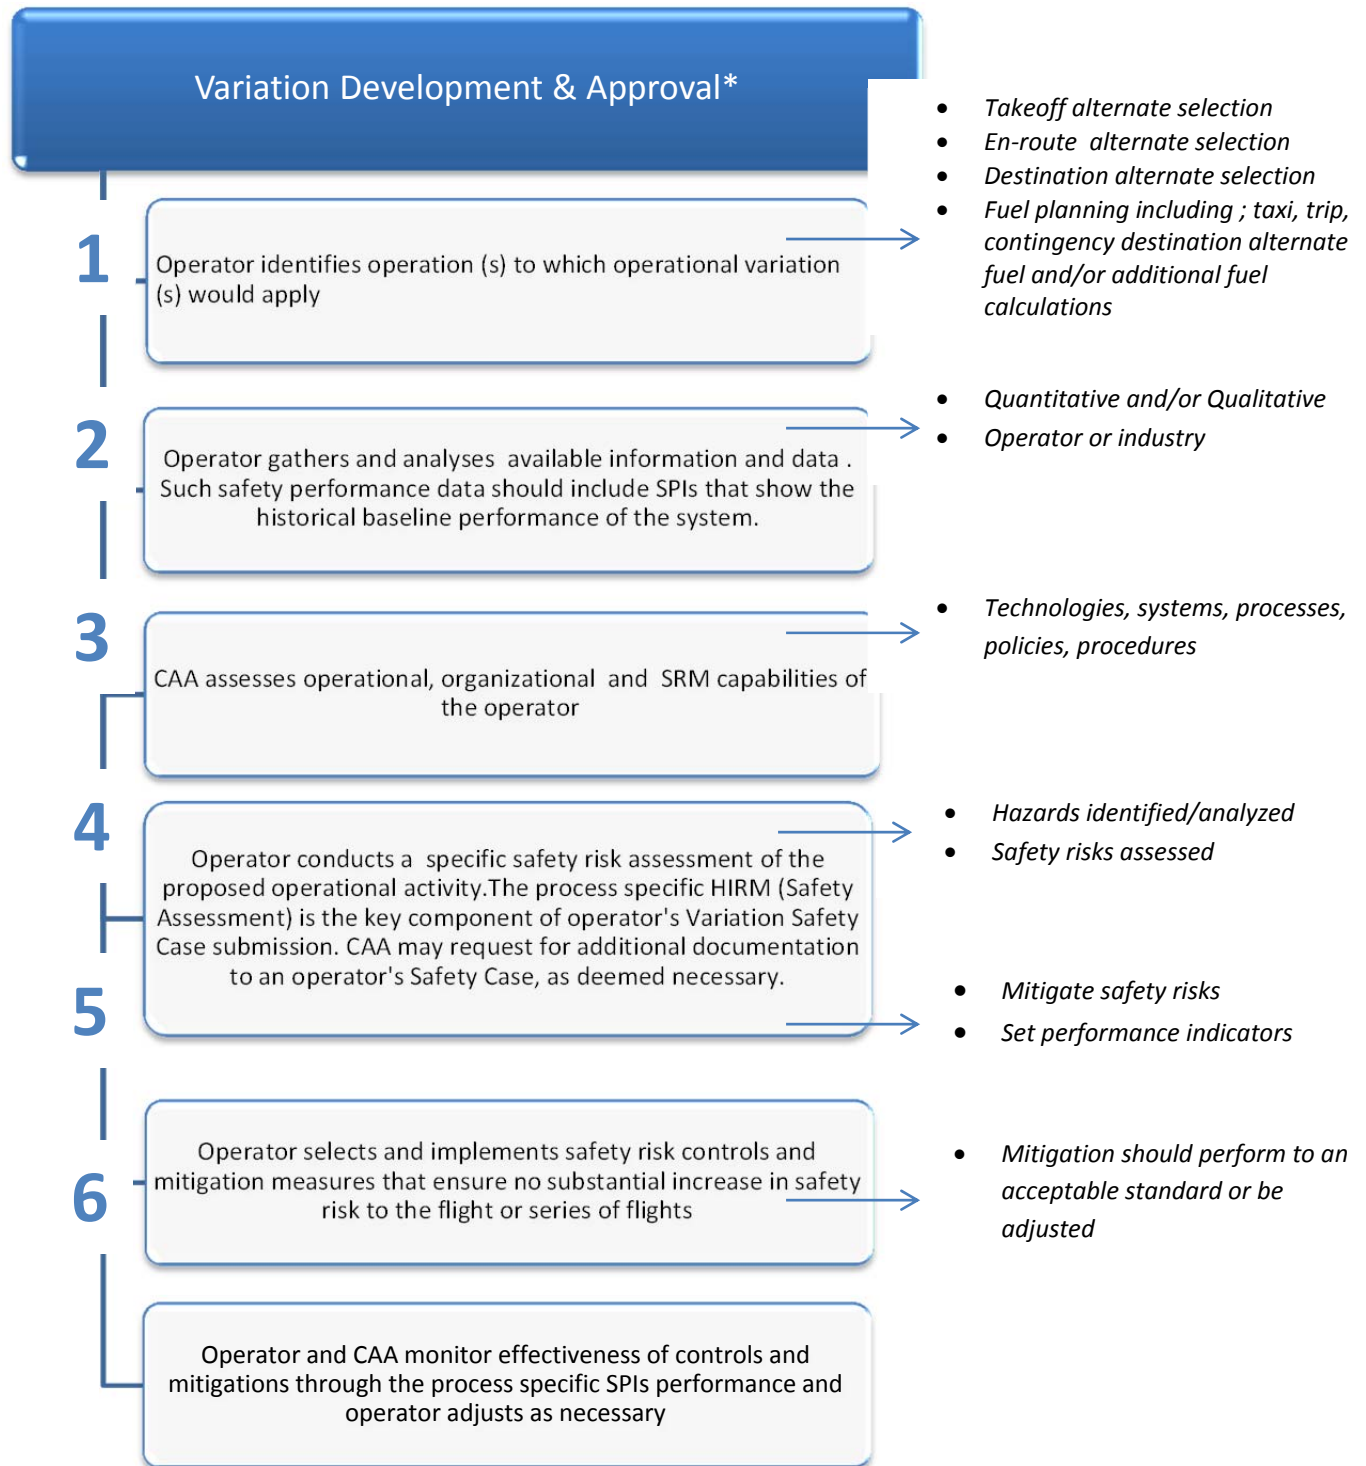 Variation Development & Approval*
1
Operator identifies operation (s) to which operational variation
(s) would apply
• Takeoff alternate selection
• En-route alternate selection
• Destination alternate selection
• Fuel planning including ; taxi, trip,
contingency destination alternate
fuel and/or additional fuel
calculations
2
Operator gathers and analyses available information and data .
Such safety performance data should include SPIs that show the
historical baseline performance of the system.
• Quantitative and/or Qualitative
• Operator or industry
3
CAA assesses operational, organizational and SRM capabilities of
the operator
• Technologies, systems, processes,
policies, procedures
4
Operator conducts a specific safety risk assessment of the
proposed operational activity.The process specific HIRM (Safety
Assessment) is the key component of operator's Variation Safety
Case submission. CAA may request for additional documentation
to an operator's Safety Case, as deemed necessary.
• Hazards identified/analyzed
• Safety risks assessed
5
• Mitigate safety risks
• Set performance indicators
6
Operator selects and implements safety risk controls and
mitigation measures that ensure no substantial increase in safety
risk to the flight or series of flights
• Mitigation should perform to an
acceptable standard or be
adjusted
Operator and CAA monitor effectiveness of controls and
mitigations through the process specific SPIs performance and
operator adjusts as necessary